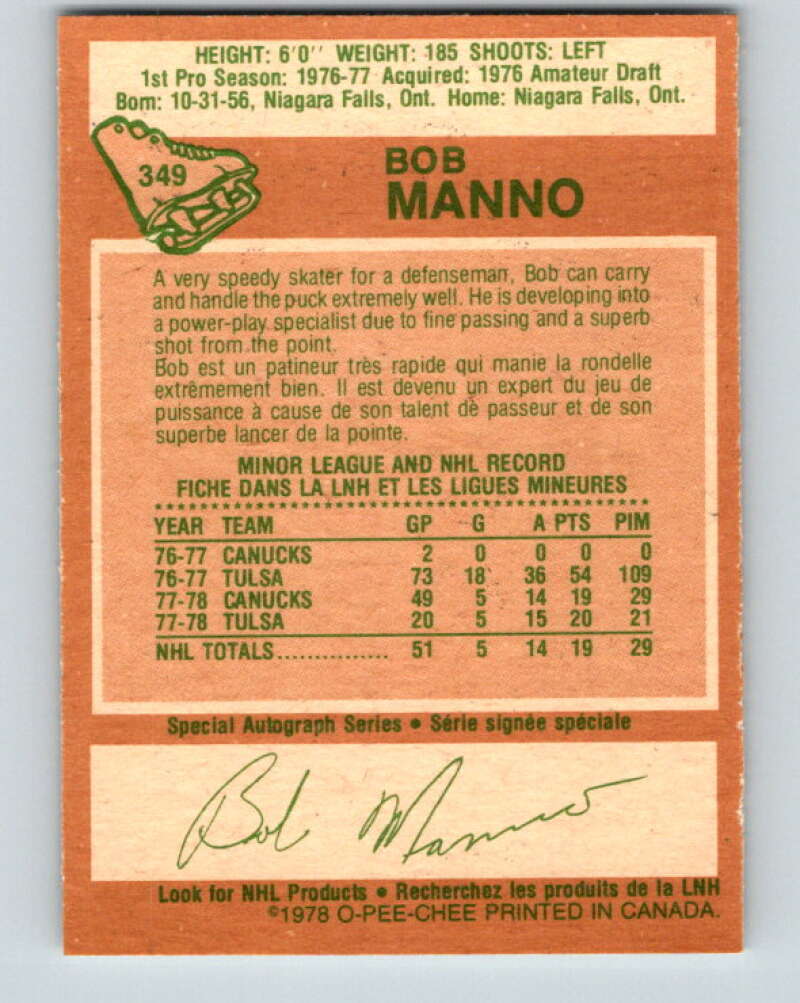 HEIGHT: 6'0'' WEIGHT: 185 SHOOTS: LEFT
1st Pro Season: 1976-77 Acquired: 1976 Amateur Draft
Born: 10-31-56, Niagara Falls, Ont. Home: Niagara Falls, Ont.
349
BOB
MANNO
A very speedy skater for a defenseman, Bob can carry
and handle the puck extremely well. He is developing into
a power-play specialist due to fine passing and a superb
shot from the point.
Bob est un patineur très rapide qui manie la rondelle
extrêmement bien. Il est devenu un expert du jeu de
puissance à cause de son talent de passeur et de son
superbe lancer de la pointe.
MINOR LEAGUE AND NHL RECORD
FICHE DANS LA LNH ET LES LIGUES MINEURES
YEAR TEAM GP G A PTS PIM
76-77 CANUCKS 2 0 0 0 0
76-77 TULSA 73 18 36 54 109
77-78 CANUCKS 49 5 14 19 29
77-78 TULSA 20 5 15 20 21
NHL TOTALS............... 51 5 14 19 29
Special Autograph Series • Série signée spéciale
Bob Manno
Look for NHL Products • Recherchez les produits de la LNH
©1978 O-PEE-CHEE PRINTED IN CANADA.